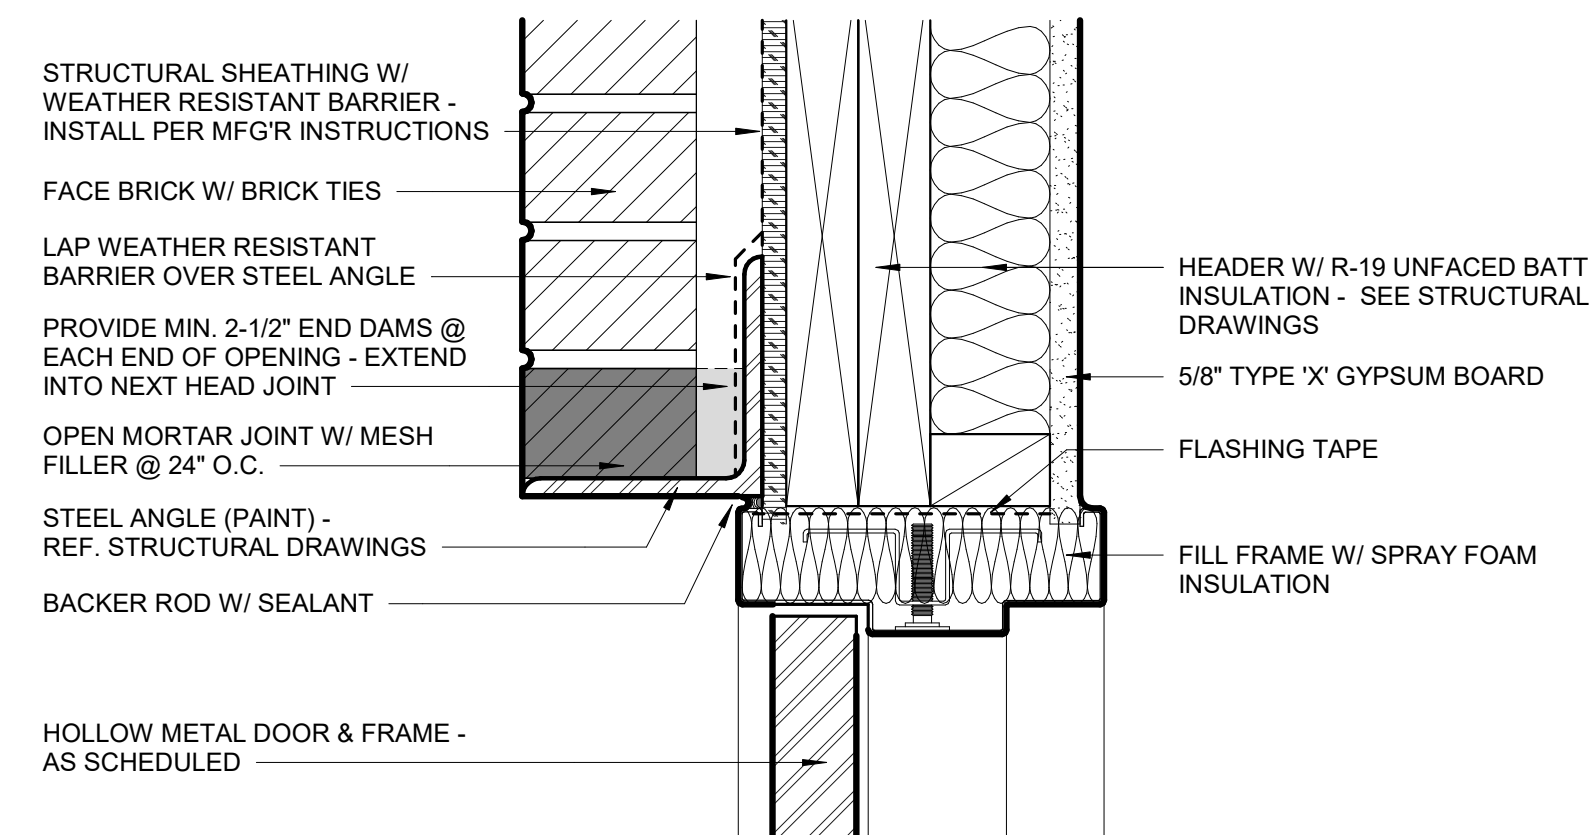 STRUCTURAL SHEATHING W/
WEATHER RESISTANT BARRIER -
INSTALL PER MFG'R INSTRUCTIONS
FACE BRICK W/ BRICK TIES
LAP WEATHER RESISTANT
BARRIER OVER STEEL ANGLE
PROVIDE MIN. 2-1/2" END DAMS @
EACH END OF OPENING - EXTEND
INTO NEXT HEAD JOINT
OPEN MORTAR JOINT W/ MESH
FILLER @ 24" O.C.
STEEL ANGLE (PAINT) -
REF. STRUCTURAL DRAWINGS
BACKER ROD W/ SEALANT
HOLLOW METAL DOOR & FRAME -
AS SCHEDULED
HEADER W/ R-19 UNFACED BATT
INSULATION - SEE STRUCTURAL
DRAWINGS
5/8" TYPE 'X' GYPSUM BOARD
FLASHING TAPE
FILL FRAME W/ SPRAY FOAM
INSULATION